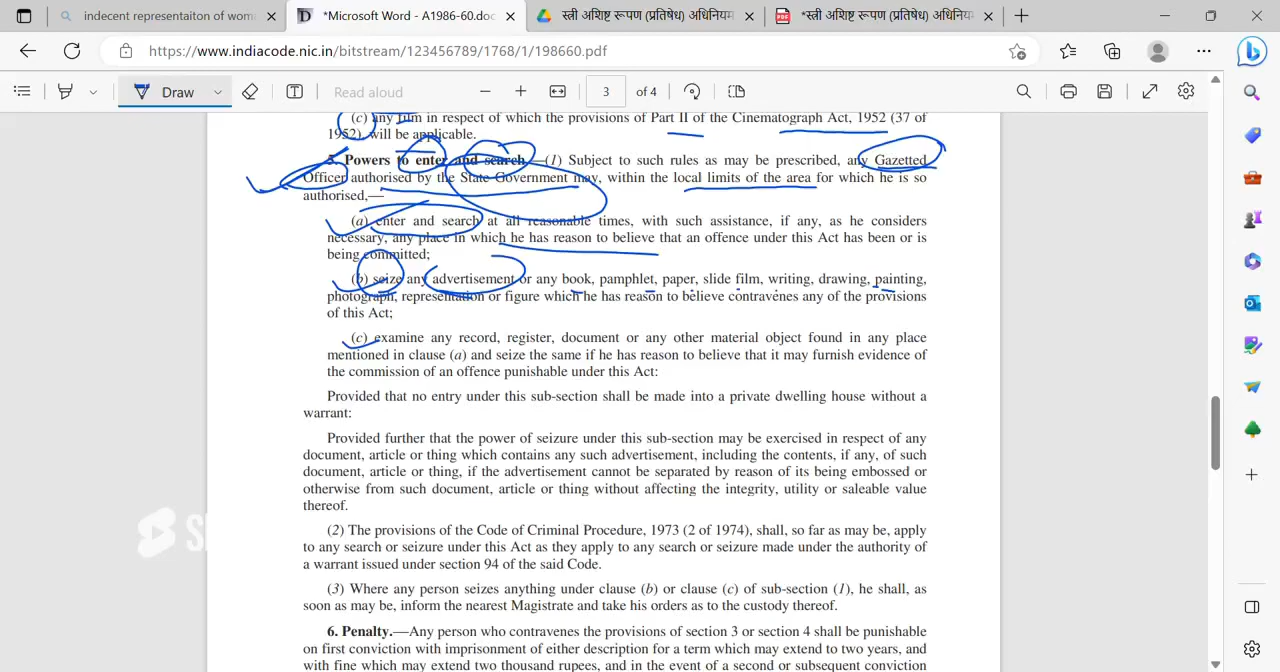 indecent representaiton of wom
*Microsoft Word - A1986-60.doc
स्त्री अशिष्ट रूपण (प्रतिषेध) अधिनियम
PDF
*स्त्री अशिष्ट रूपण (प्रतिषेध) अधिनि
https://www.indiacode.nic.in/bitstream/123456789/1768/1/198660.pdf
Draw
Read aloud
3
of 4
(c) any film in respect of which the provisions of Part II of the Cinematograph Act, 1952 (37 of
1952), will be applicable.
5. Powers to enter and search.—(1) Subject to such rules as may be prescribed, any Gazetted
Officer authorised by the State Government may, within the local limits of the area for which he is so
authorised,—
(a) enter and search at all reasonable times, with such assistance, if any, as he considers
necessary, any place in which he has reason to believe that an offence under this Act has been or is
being committed;
(b) seize any advertisement or any book, pamphlet, paper, slide film, writing, drawing, painting,
photograph, representation or figure which he has reason to believe contravenes any of the provisions
of this Act;
(c) examine any record, register, document or any other material object found in any place
mentioned in clause (a) and seize the same if he has reason to believe that it may furnish evidence of
the commission of an offence punishable under this Act:
Provided that no entry under this sub-section shall be made into a private dwelling house without a
warrant:
Provided further that the power of seizure under this sub-section may be exercised in respect of any
document, article or thing which contains any such advertisement, including the contents, if any, of such
document, article or thing, if the advertisement cannot be separated by reason of its being embossed or
otherwise from such document, article or thing without affecting the integrity, utility or saleable value
thereof.
(2) The provisions of the Code of Criminal Procedure, 1973 (2 of 1974), shall, so far as may be, apply
to any search or seizure under this Act as they apply to any search or seizure made under the authority of
a warrant issued under section 94 of the said Code.
(3) Where any person seizes anything under clause (b) or clause (c) of sub-section (1), he shall, as
soon as may be, inform the nearest Magistrate and take his orders as to the custody thereof.
6. Penalty.—Any person who contravenes the provisions of section 3 or section 4 shall be punishable
on first conviction with imprisonment of either description for a term which may extend to two years, and
with fine which may extend two thousand rupees, and in the event of a second or subsequent conviction